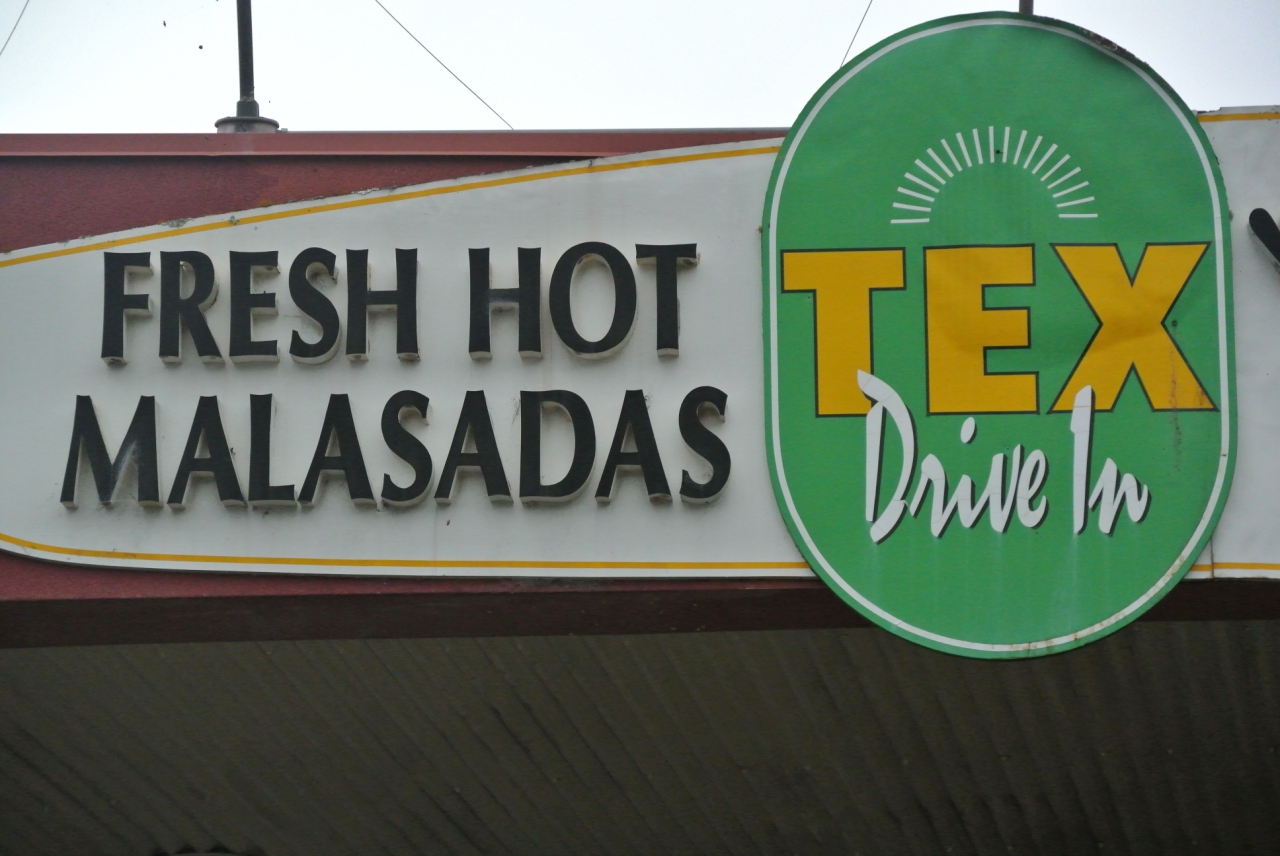 FRESH HOT
MALASADAS
TEX
Drive In